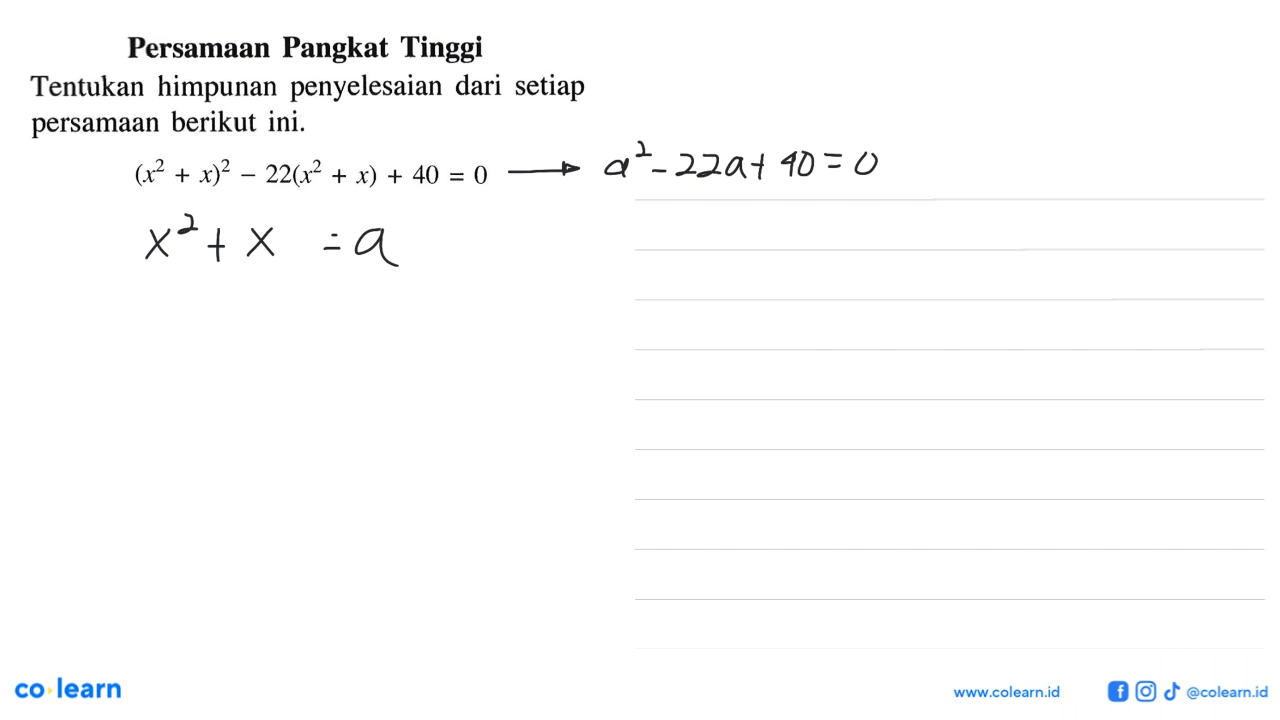 Persamaan Pangkat Tinggi
Tentukan himpunan penyelesaian dari setiap
persamaan berikut ini.
(x² + x)² − 22(x² + x) + 40 = 0 → a² − 22a + 40 = 0
x² + x = a
co learn
www.colearn.id @colearn.id